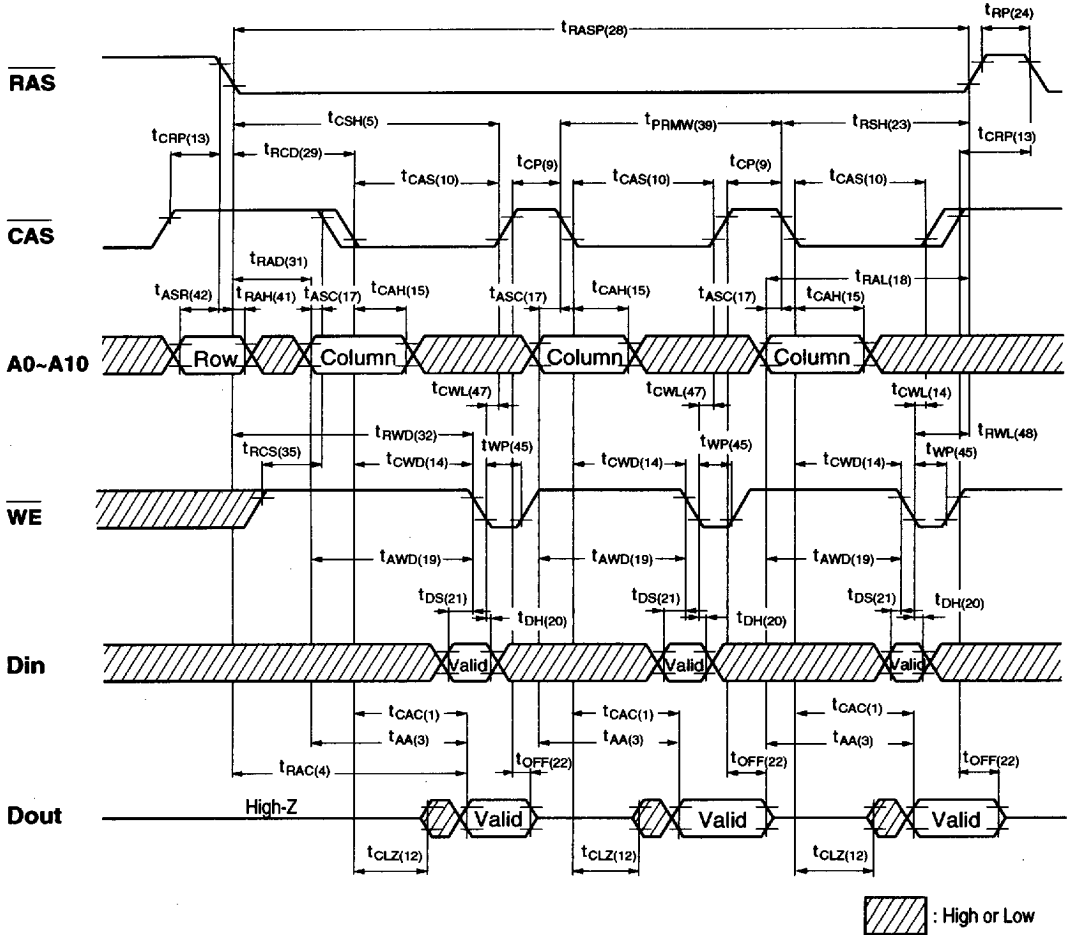 tRASP(28)
tRP(24)
RAS
tCSH(5)
tPRMW(39)
tRSH(23)
tCRP(13)
tRCD(29)
tCP(9)
tCP(9)
tCRP(13)
tCAS(10)
tCAS(10)
tCAS(10)
CAS
tRAD(31)
tRAL(18)
tASR(42)
tRAH(41)
tASC(17)
tCAH(15)
tASC(17)
tCAH(15)
tASC(17)
tCAH(15)
A0~A10
Row
Column
Column
Column
tCWL(47)
tCWL(47)
tCWL(14)
tRWD(32)
tRWL(48)
tRCS(35)
tCWD(14)
tWP(45)
tCWD(14)
tWP(45)
tCWD(14)
tWP(45)
WE
tAWD(19)
tAWD(19)
tAWD(19)
tDS(21)
tDH(20)
tDS(21)
tDH(20)
tDS(21)
tDH(20)
Din
Valid
Valid
Valid
tCAC(1)
tCAC(1)
tCAC(1)
tAA(3)
tAA(3)
tAA(3)
tRAC(4)
tOFF(22)
tOFF(22)
tOFF(22)
Dout
High-Z
Valid
Valid
Valid
tCLZ(12)
tCLZ(12)
tCLZ(12)
: High or Low